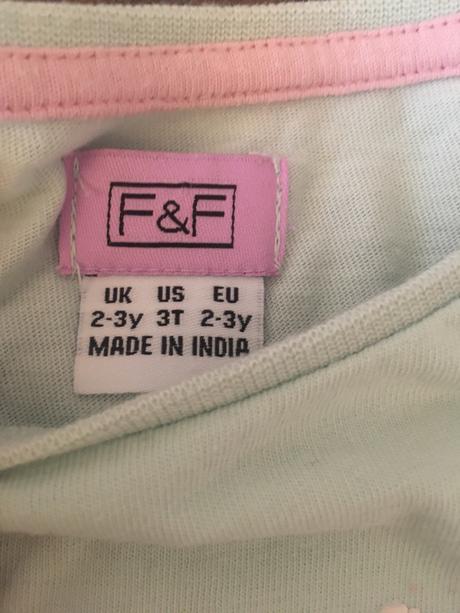 F&F
UK US EU
2-3y 3T 2-3y
MADE IN INDIA